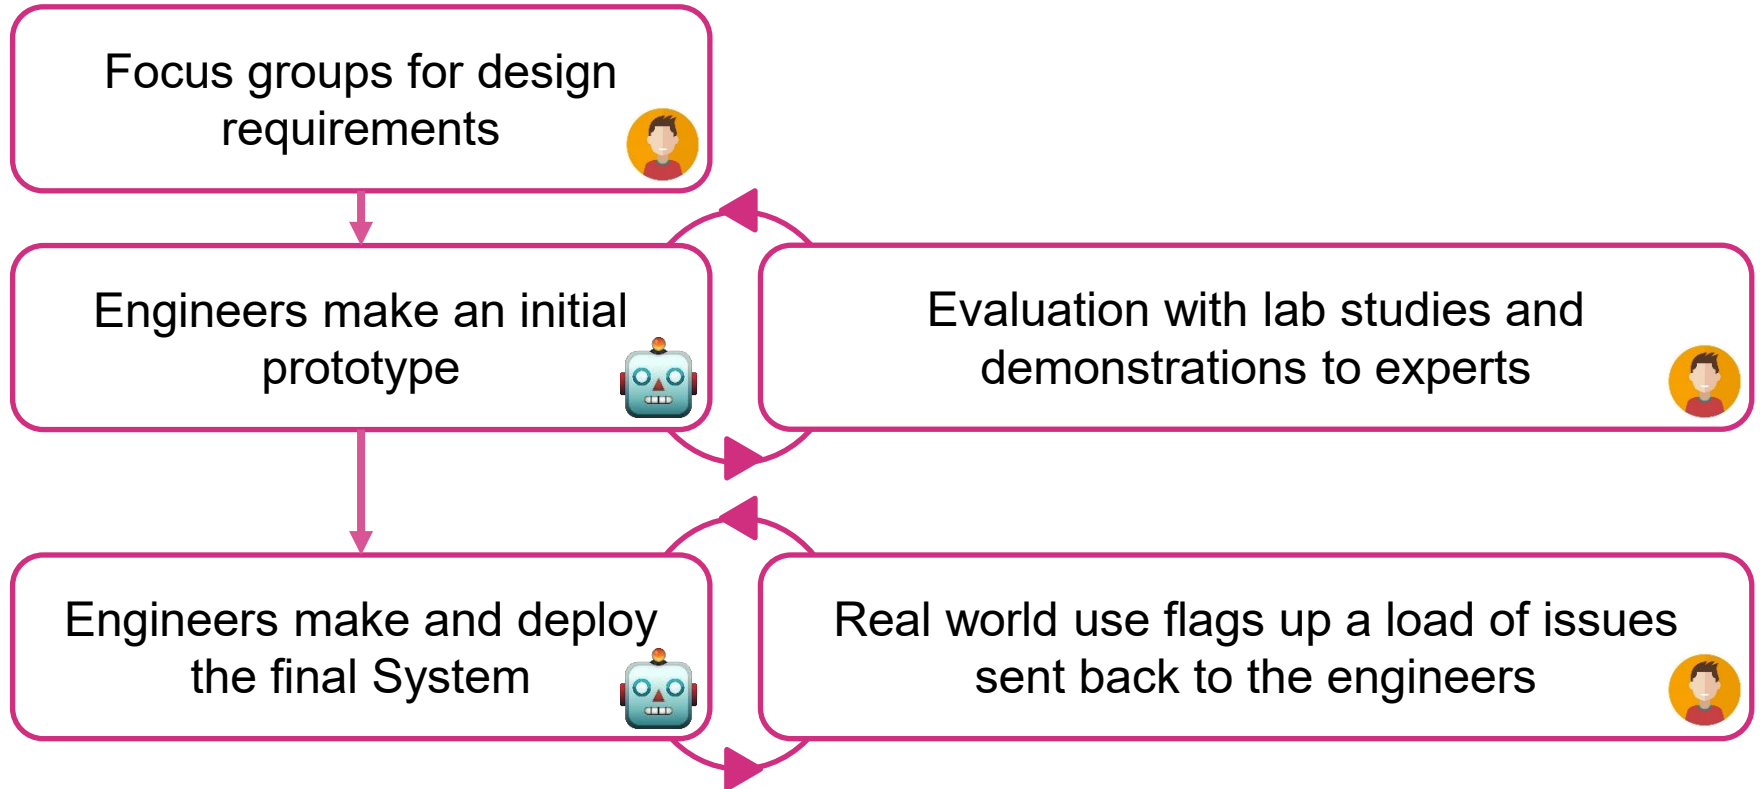 Focus groups for design
requirements
Engineers make an initial
prototype
Evaluation with lab studies and
demonstrations to experts
Engineers make and deploy
the final System
Real world use flags up a load of issues
sent back to the engineers